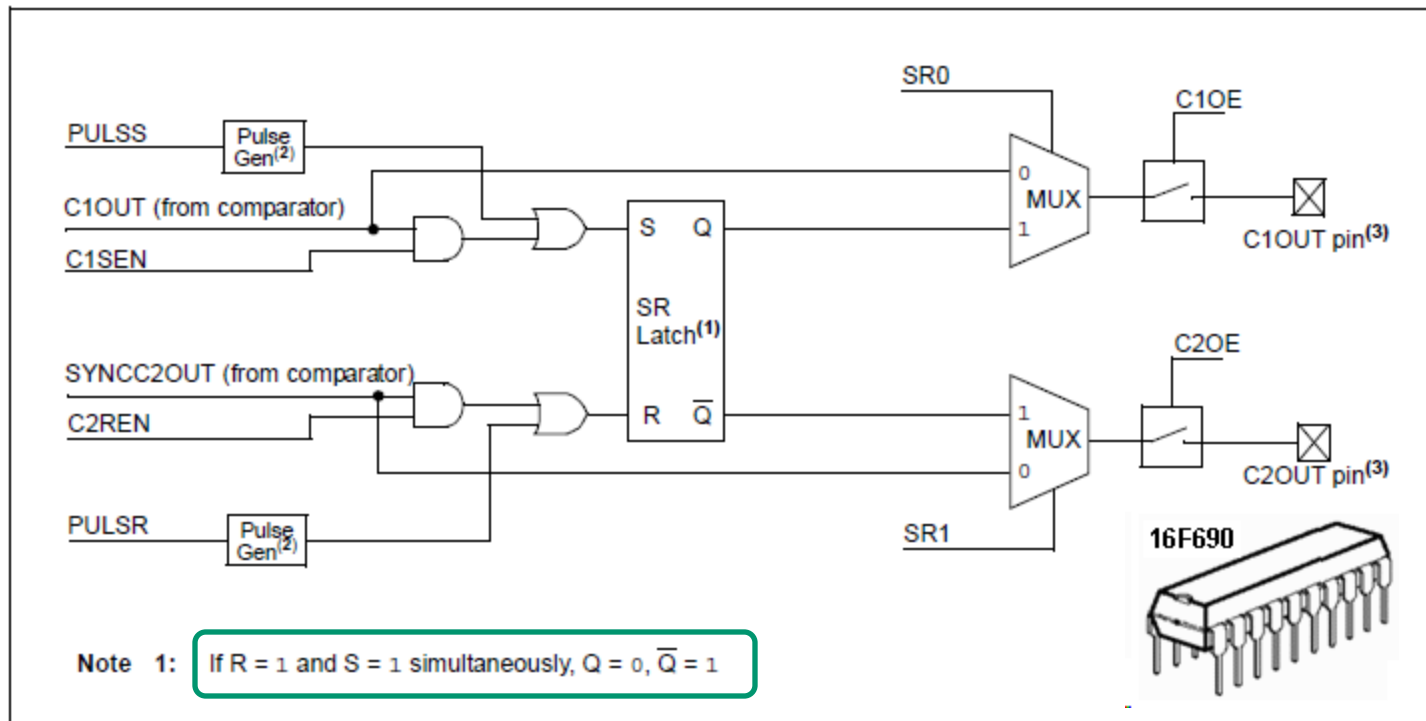 SR0
C1OE
PULSS
Pulse
Gen(2)
C1OUT (from comparator)
C1SEN
0
MUX
1
C1OUT pin(3)
S Q
SR
Latch(1)
R Q̅
SYNCC2OUT (from comparator)
C2REN
C2OE
1
MUX
0
C2OUT pin(3)
PULSR
Pulse
Gen(2)
SR1
16F690
Note 1: If R = 1 and S = 1 simultaneously, Q = 0, Q̅ = 1